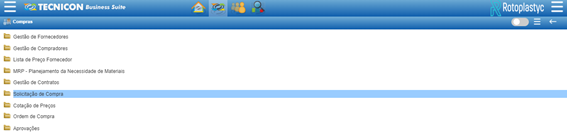 TECNICON Business Suite
Rotoplastyc
Compras
Gestão de Fornecedores
Gestão de Compradores
Lista de Preço Fornecedor
MRP - Planejamento da Necessidade de Materiais
Gestão de Contratos
Solicitação de Compra
Cotação de Preços
Ordem de Compra
Aprovações